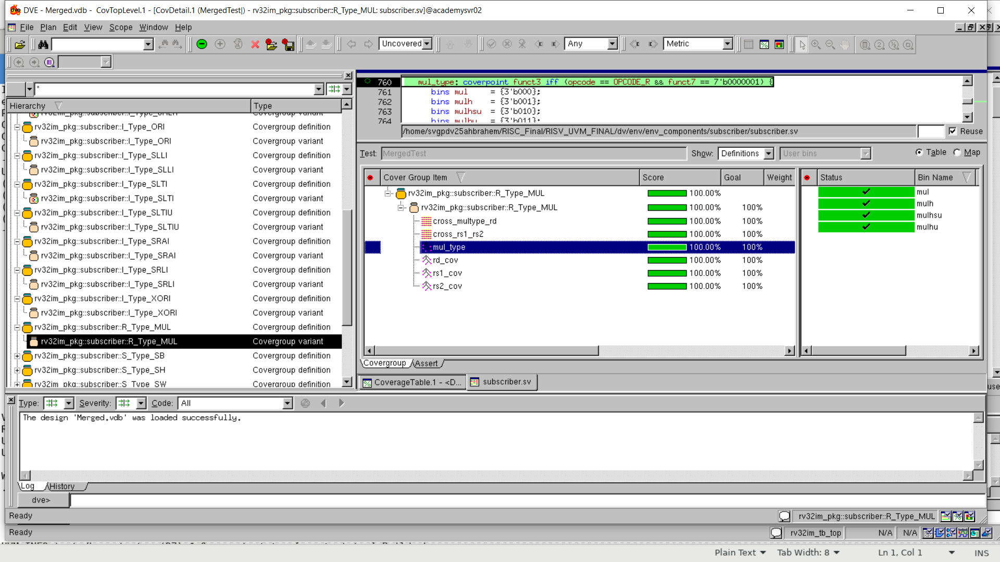 DVE - Merged.vdb - CovTopLevel.1 - [CovDetail.1 (MergedTest|) - rv32im_pkg::subscriber::R_Type_MUL: subscriber.sv]@academysvr02
File Plan Edit View Scope Window Help
Uncovered Any Metric
*
Hierarchy Type
Covergroup variant
rv32im_pkg::subscriber::I_Type_ORI Covergroup definition
rv32im_pkg::subscriber::I_Type_ORI Covergroup variant
rv32im_pkg::subscriber::I_Type_SLLI Covergroup definition
rv32im_pkg::subscriber::I_Type_SLLI Covergroup variant
rv32im_pkg::subscriber::I_Type_SLTI Covergroup definition
rv32im_pkg::subscriber::I_Type_SLTI Covergroup variant
rv32im_pkg::subscriber::I_Type_SLTIU Covergroup definition
rv32im_pkg::subscriber::I_Type_SLTIU Covergroup variant
rv32im_pkg::subscriber::I_Type_SRAI Covergroup definition
rv32im_pkg::subscriber::I_Type_SRAI Covergroup variant
rv32im_pkg::subscriber::I_Type_SRLI Covergroup definition
rv32im_pkg::subscriber::I_Type_SRLI Covergroup variant
rv32im_pkg::subscriber::I_Type_XORI Covergroup definition
rv32im_pkg::subscriber::I_Type_XORI Covergroup variant
rv32im_pkg::subscriber::R_Type_MUL Covergroup definition
rv32im_pkg::subscriber::R_Type_MUL Covergroup variant
rv32im_pkg::subscriber::S_Type_SB Covergroup definition
rv32im_pkg::subscriber::S_Type_SH Covergroup definition
rv32im_pkg::subscriber::S_Type_SW Covergroup definition
760 mul_type: coverpoint funct3 iff (opcode == OPCODE_R && funct7 == 7'b0000001) {
761 bins mul = {3'b000};
762 bins mulh = {3'b001};
763 bins mulhsu = {3'b010};
764 bins mulhu = {3'b011};
/home/svgpdv25ahbrahem/RISC_Final/RISV_UVM_FINAL/dv/env/env_components/subscriber/subscriber.sv Reuse
Test: MergedTest Show: Definitions User bins Table Map
Cover Group Item Score Goal Weight
rv32im_pkg::subscriber::R_Type_MUL 100.00%
rv32im_pkg::subscriber::R_Type_MUL 100.00% 100%
cross_multype_rd 100.00% 100%
cross_rs1_rs2 100.00% 100%
mul_type 100.00% 100%
rd_cov 100.00% 100%
rs1_cov 100.00% 100%
rs2_cov 100.00% 100%
Status Bin Name
mul
mulh
mulhsu
mulhu
Covergroup Assert
CoverageTable.1 - <D... subscriber.sv
Type: Severity: Code: All
The design 'Merged.vdb' was loaded successfully.
Log History
dve>
Ready rv32im_pkg::subscriber::R_Type_MUL
Ready rv32im_tb_top N/A N/A
Plain Text Tab Width: 8 Ln 1, Col 1 INS